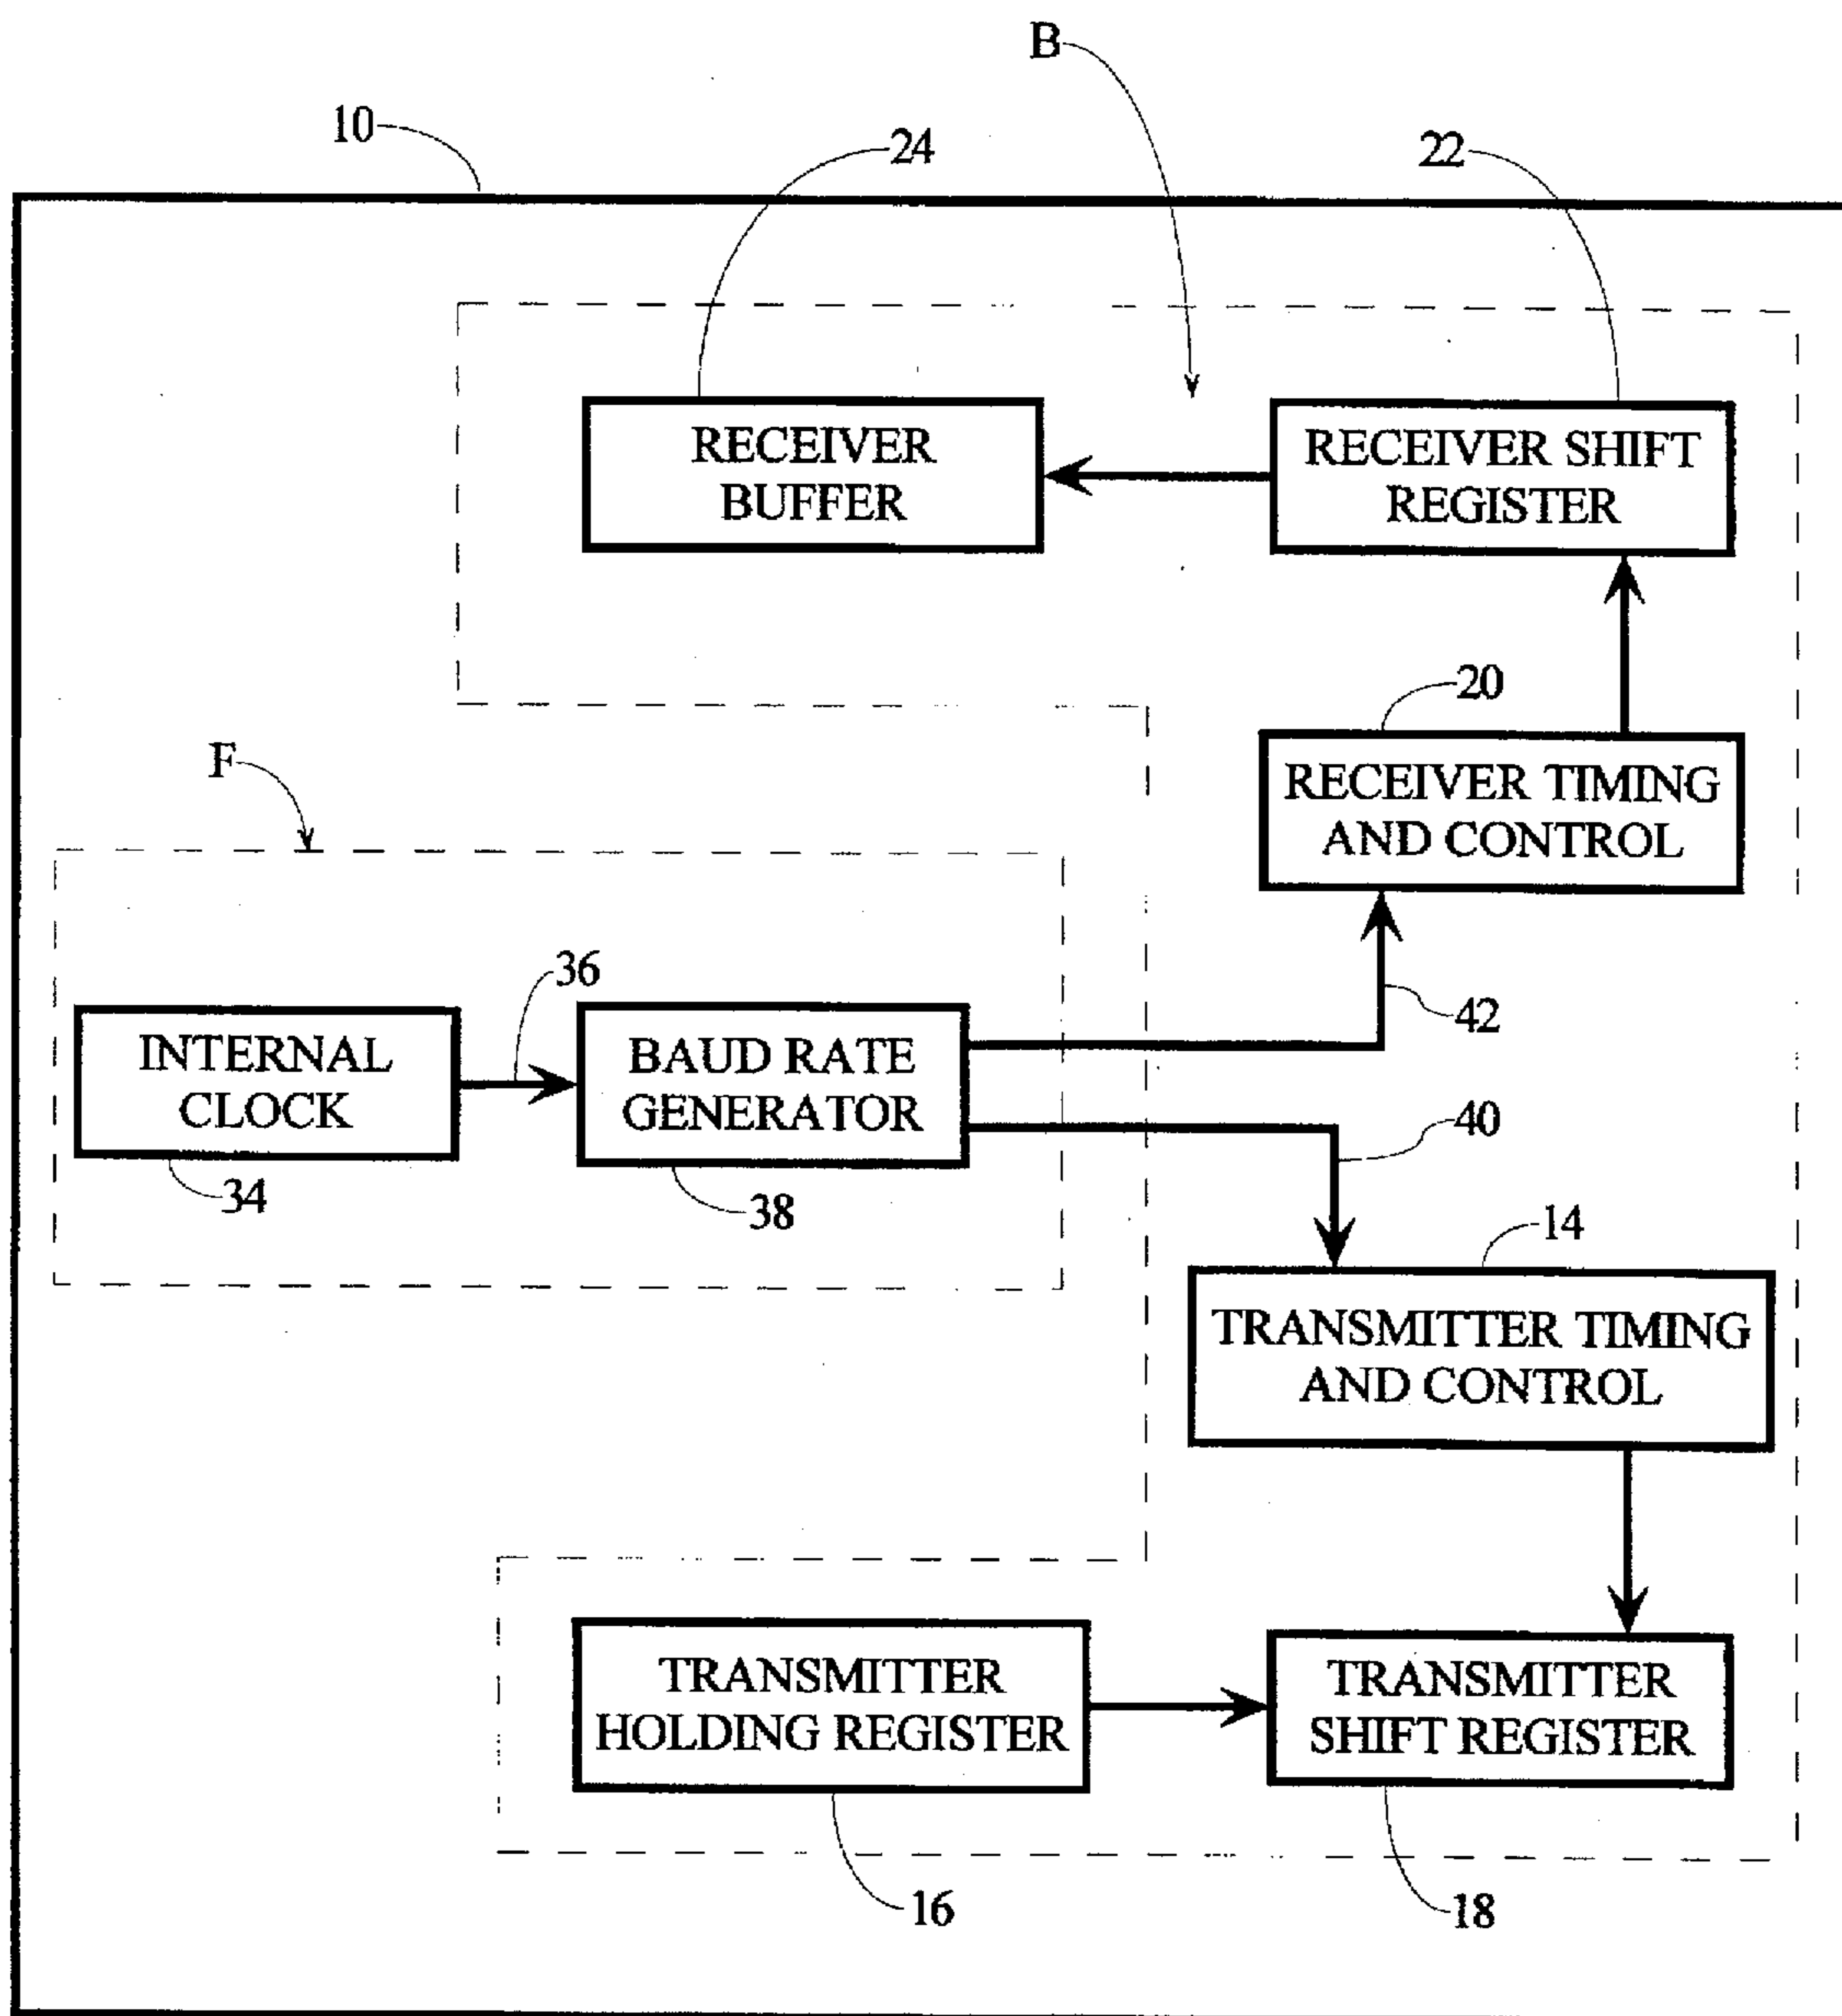 B
10
24
22
RECEIVER
BUFFER
RECEIVER SHIFT
REGISTER
20
F
RECEIVER TIMING
AND CONTROL
36
42
INTERNAL
CLOCK
BAUD RATE
GENERATOR
40
34
38
14
TRANSMITTER TIMING
AND CONTROL
TRANSMITTER
HOLDING REGISTER
TRANSMITTER
SHIFT REGISTER
16
18